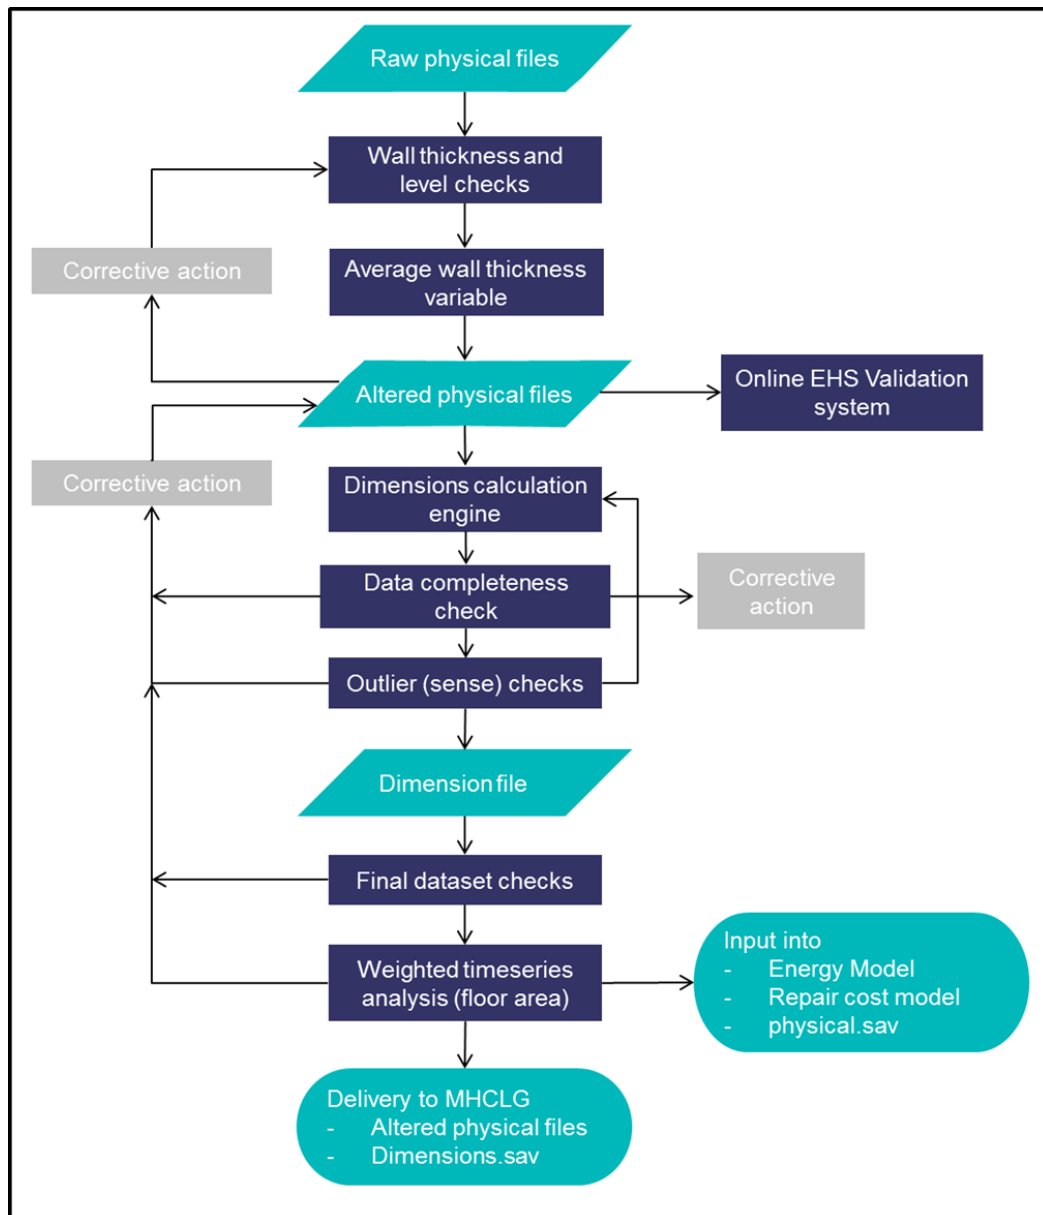 Raw physical files
Wall thickness and
level checks
Corrective action
Average wall thickness
variable
Altered physical files
Online EHS Validation
system
Corrective action
Dimensions calculation
engine
Data completeness
check
Corrective
action
Outlier (sense) checks
Dimension file
Final dataset checks
Weighted timeseries
analysis (floor area)
Input into
- Energy Model
- Repair cost model
- physical.sav
Delivery to MHCLG
- Altered physical files
- Dimensions.sav